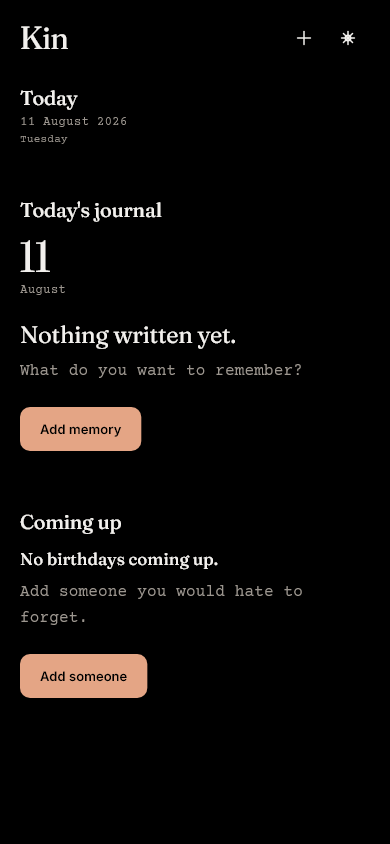 Kin
Today
11 August 2026
Tuesday
Today's journal
11
August
Nothing written yet.
What do you want to remember?
Add memory
Coming up
No birthdays coming up.
Add someone you would hate to
forget.
Add someone